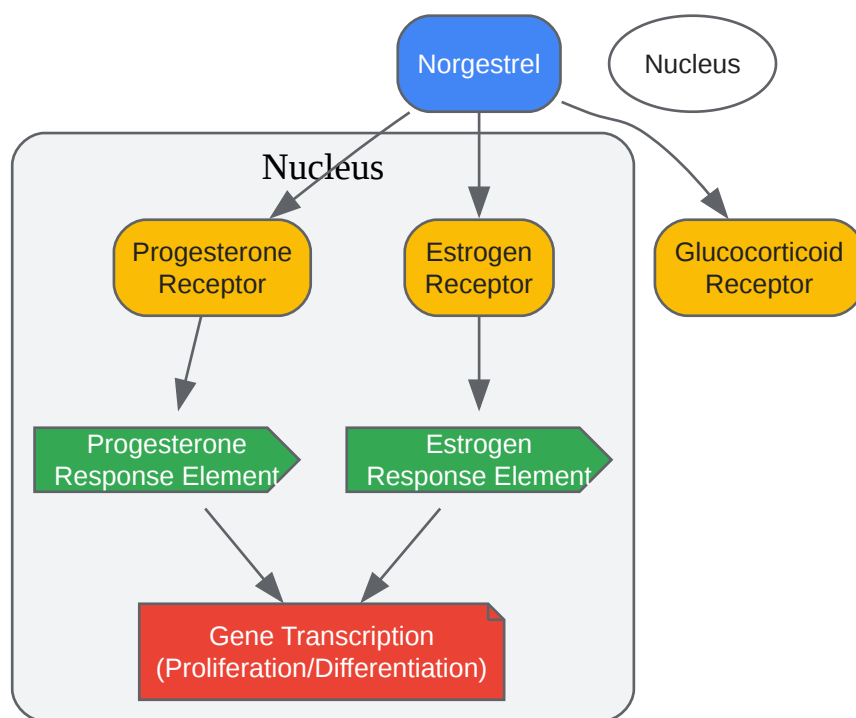 Norgestrel
Nucleus
Nucleus
Progesterone
Receptor
Estrogen
Receptor
Glucocorticoid
Receptor
Progesterone
Response Element
Estrogen
Response Element
Gene Transcription
(Proliferation/Differentiation)